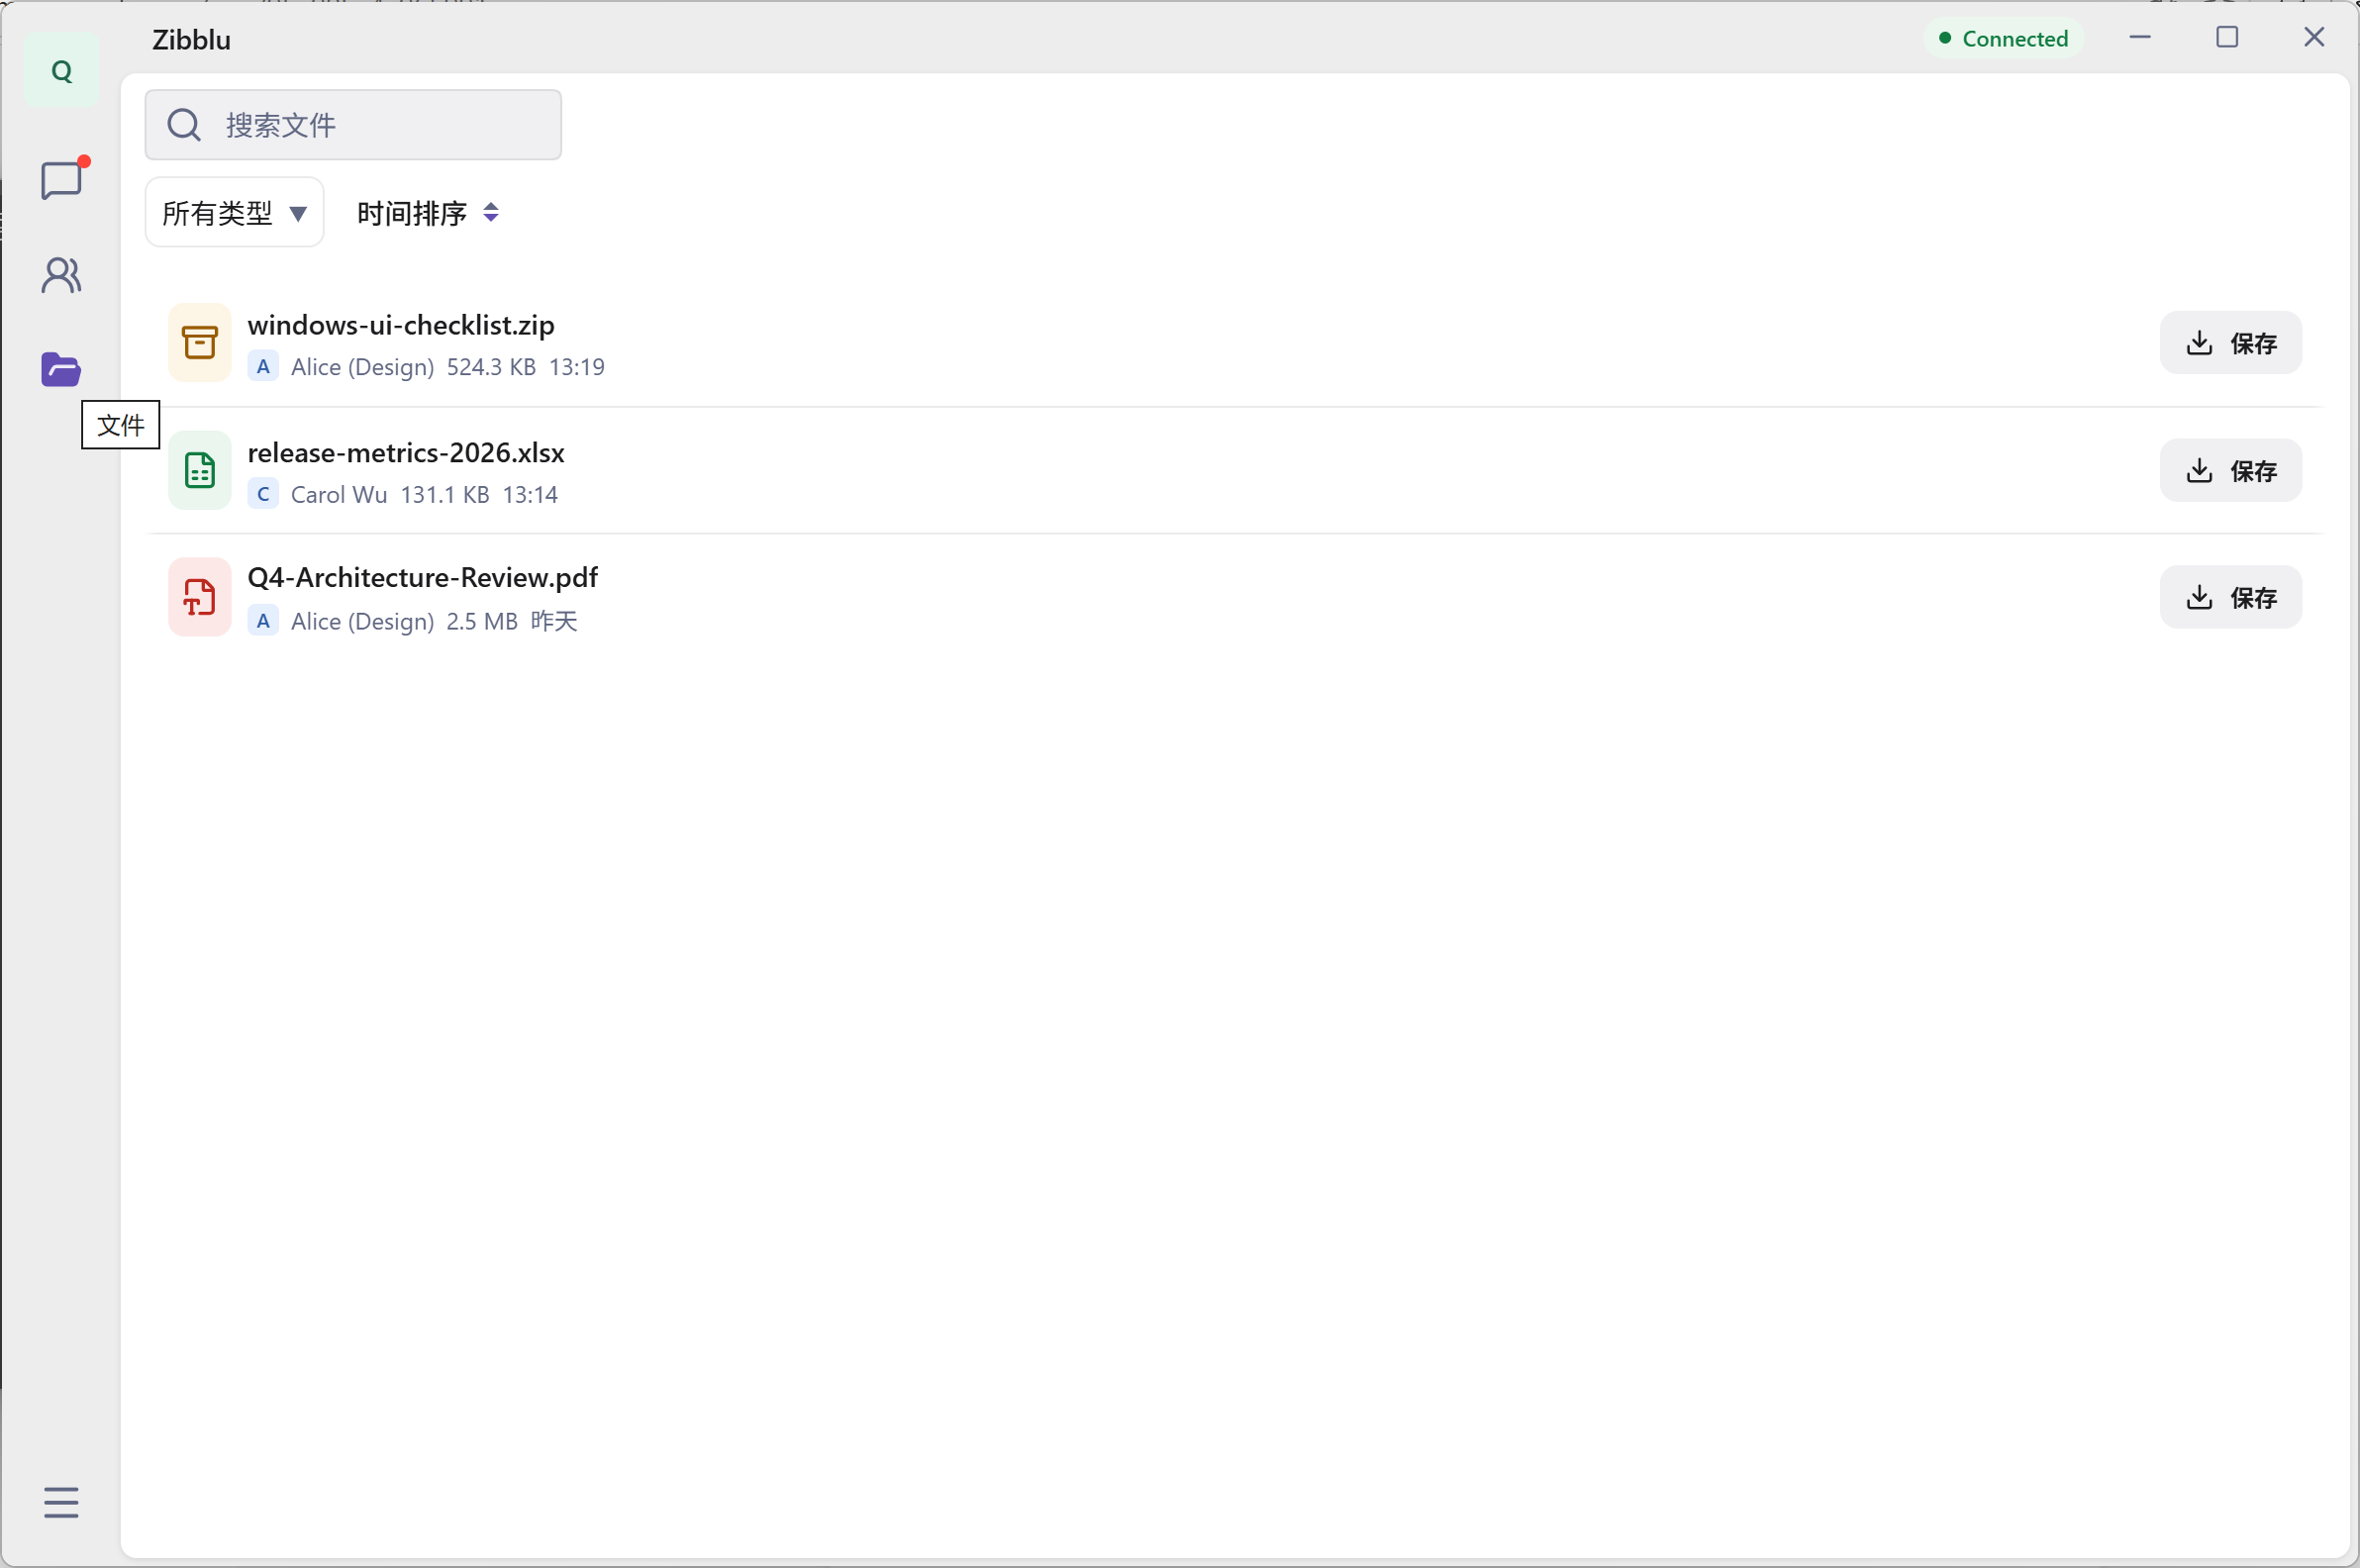 Zibblu
Connected
Q
搜索文件
所有类型
时间排序
windows-ui-checklist.zip
A Alice (Design) 524.3 KB 13:19
保存
文件
release-metrics-2026.xlsx
C Carol Wu 131.1 KB 13:14
保存
Q4-Architecture-Review.pdf
A Alice (Design) 2.5 MB 昨天
保存